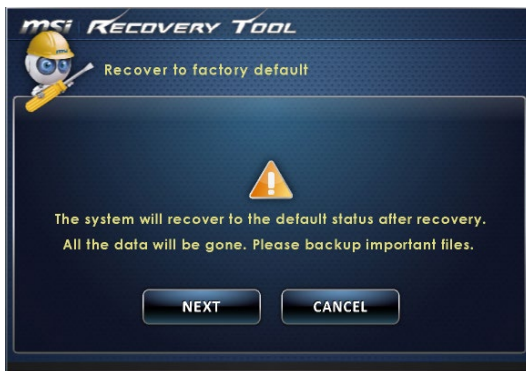 msi RECOVERY TOOL
Recover to factory default
The system will recover to the default status after recovery.
All the data will be gone. Please backup important files.
NEXT CANCEL